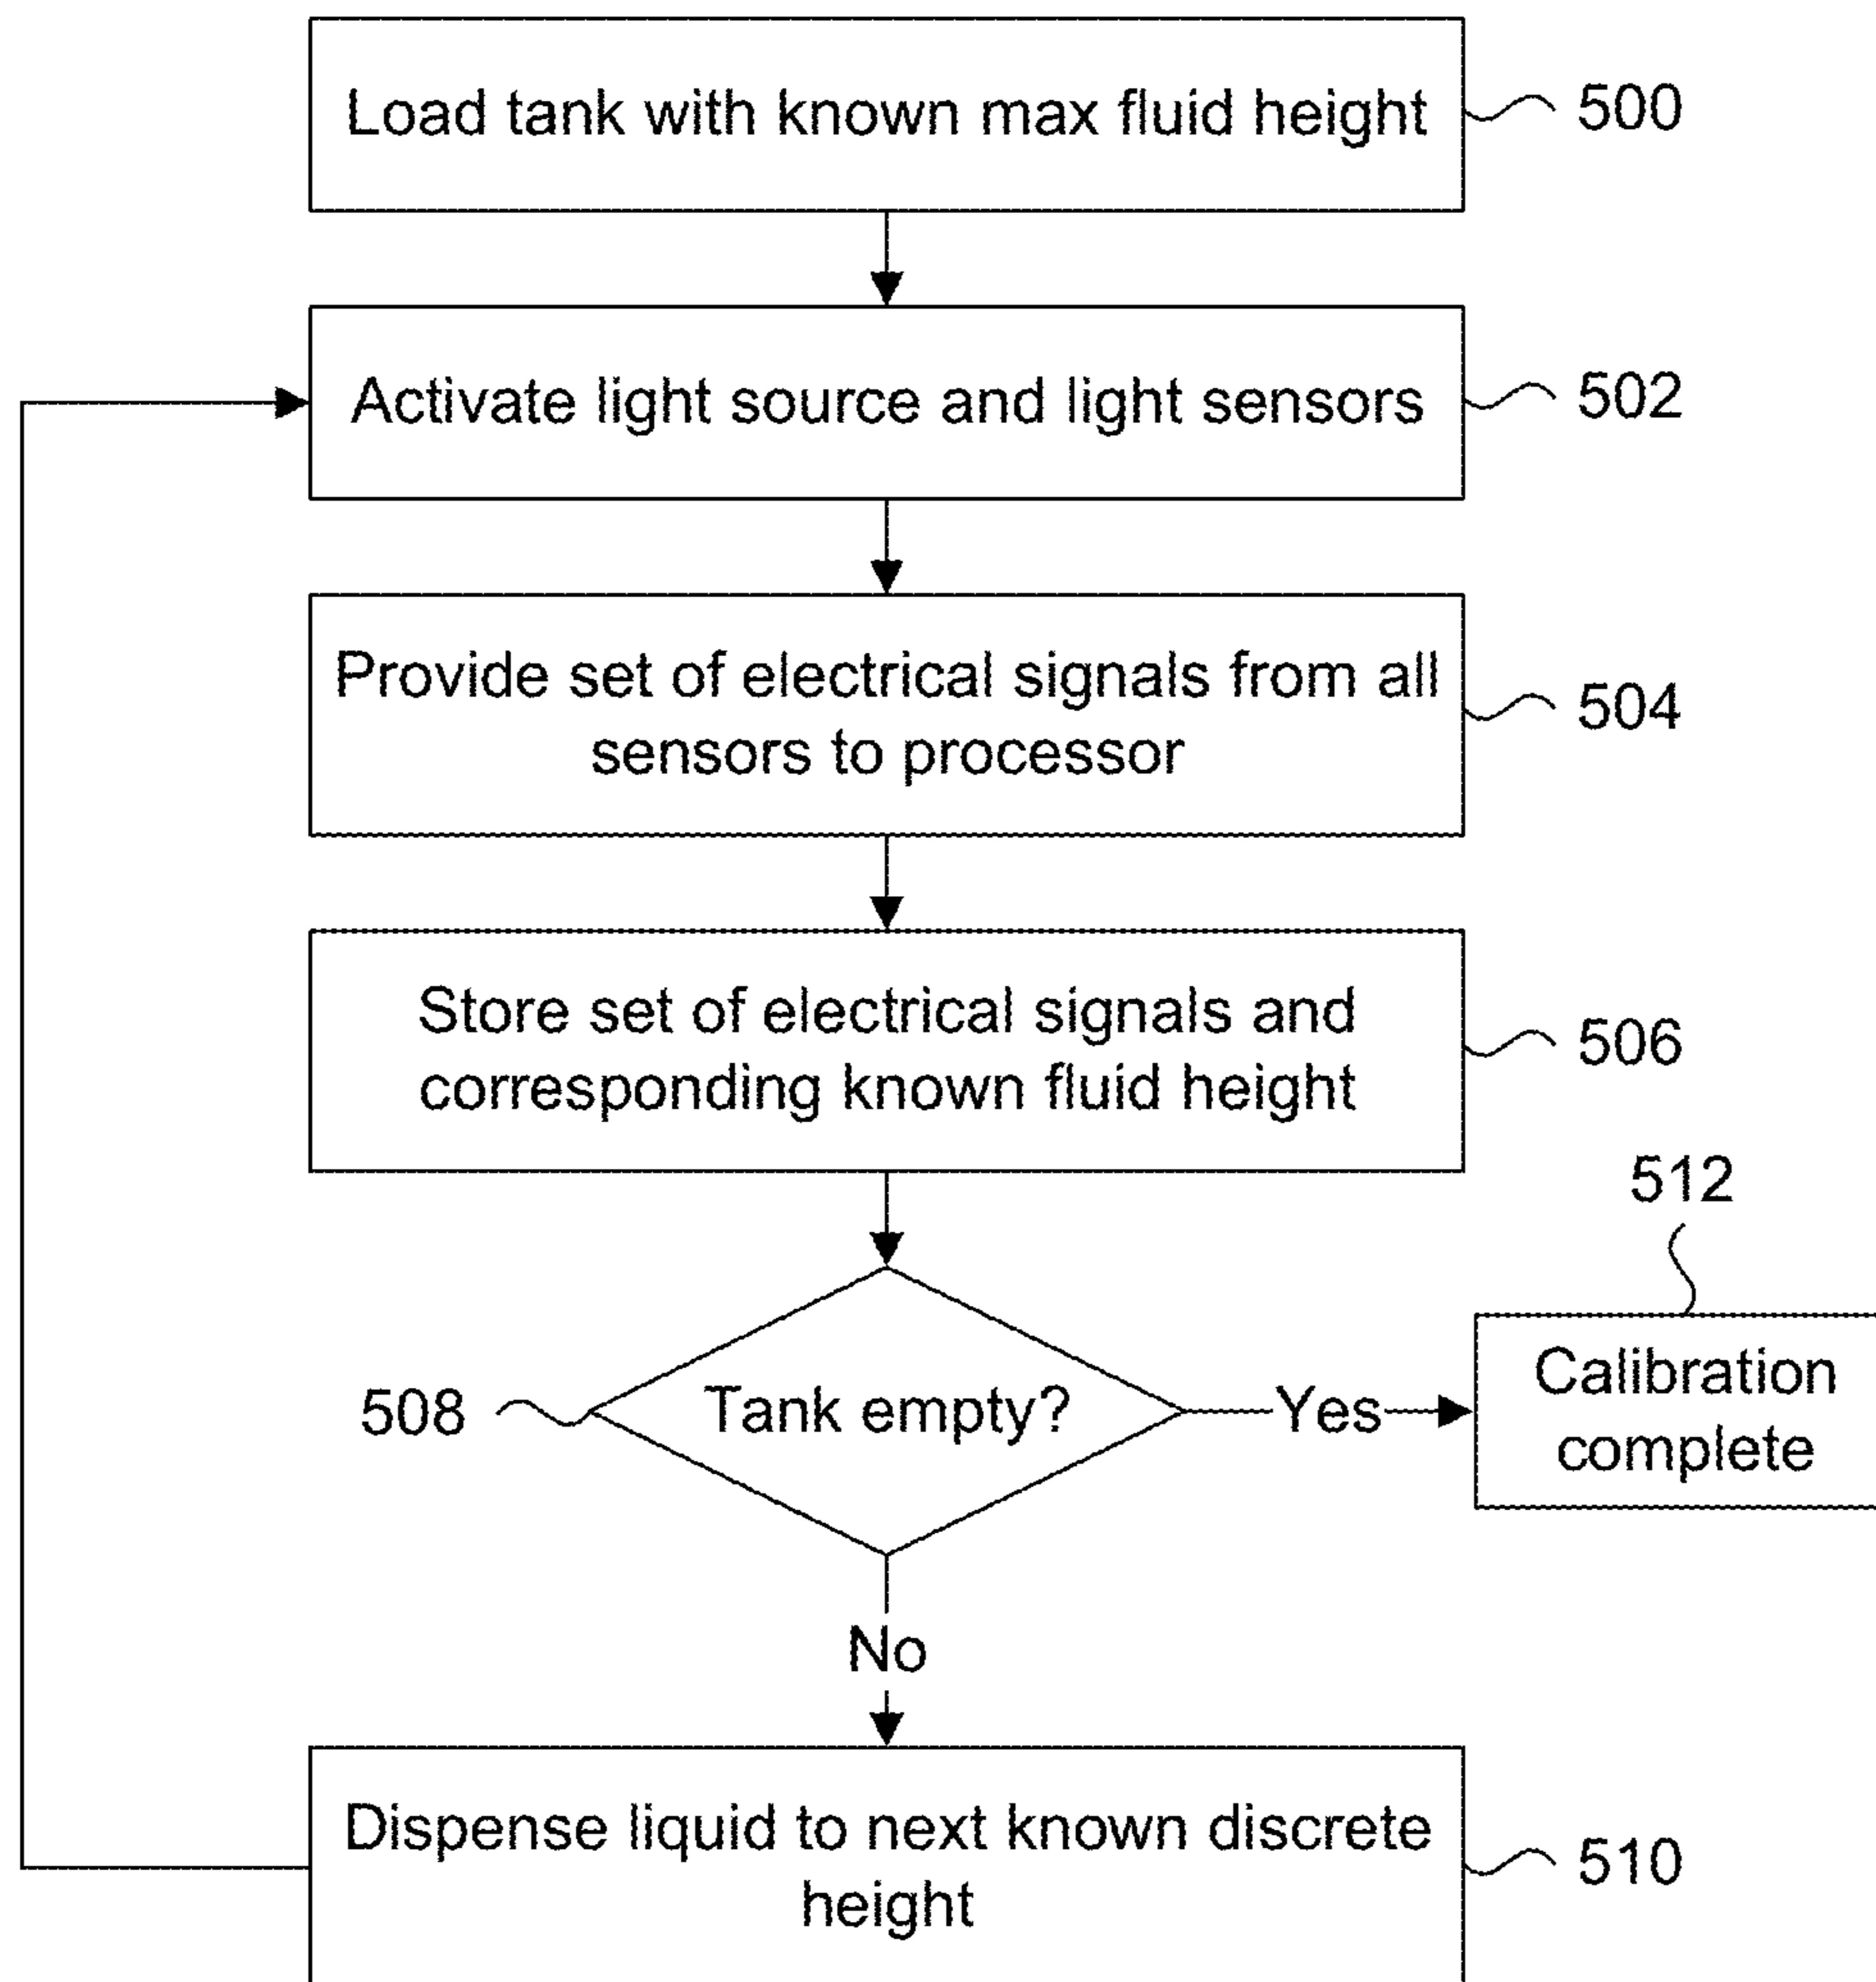 Load tank with known max fluid height
500
Activate light source and light sensors
502
Provide set of electrical signals from all
sensors to processor
504
Store set of electrical signals and
corresponding known fluid height
506
512
508
Tank empty?
Yes
Calibration
complete
No
Dispense liquid to next known discrete
height
510